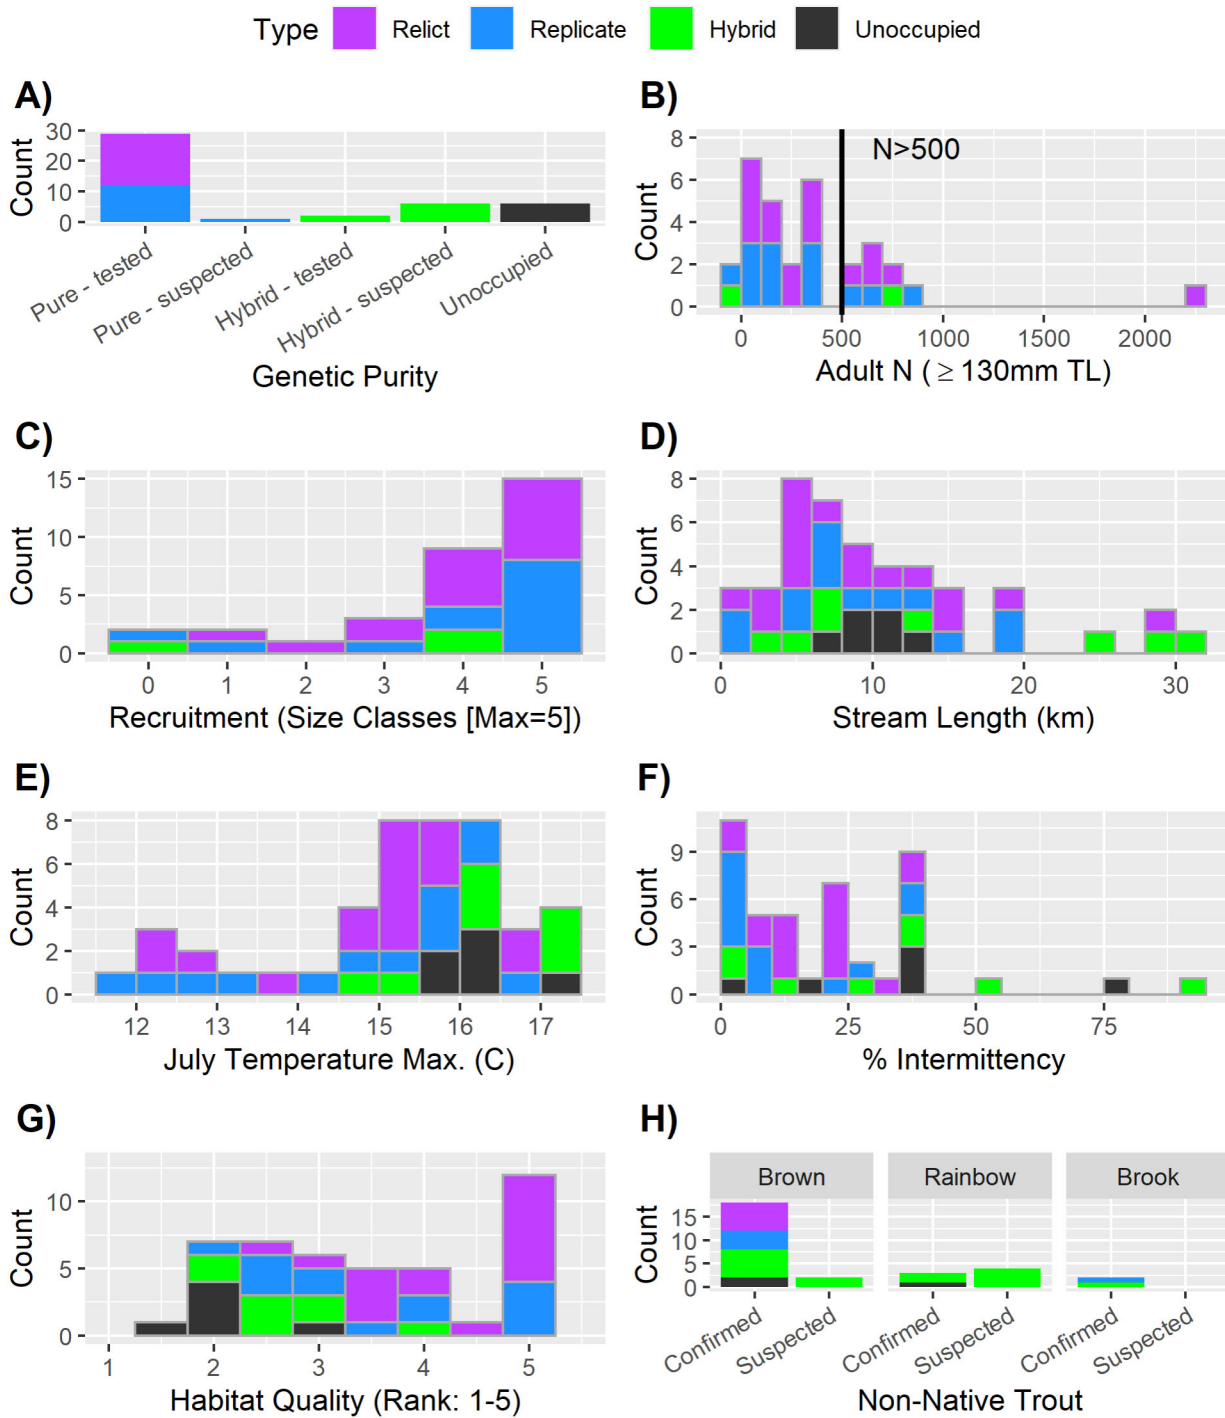 Type Relict Replicate Hybrid Unoccupied
A)
Count
30
20
10
0
Pure - tested
Pure - suspected
Hybrid - tested
Hybrid - suspected
Unoccupied
Genetic Purity
B)
Count
8
6
4
2
0
N>500
0 500 1000 1500 2000
Adult N ( ≥ 130mm TL)
C)
Count
15
10
5
0
0 1 2 3 4 5
Recruitment (Size Classes [Max=5])
D)
Count
8
6
4
2
0
0 10 20 30
Stream Length (km)
E)
Count
8
6
4
2
0
12 13 14 15 16 17
July Temperature Max. (C)
F)
Count
9
6
3
0
0 25 50 75
% Intermittency
G)
Count
10
5
0
1 2 3 4 5
Habitat Quality (Rank: 1-5)
H)
Brown Rainbow Brook
Count
15
10
5
0
Confirmed
Suspected
Confirmed
Suspected
Confirmed
Suspected
Non-Native Trout